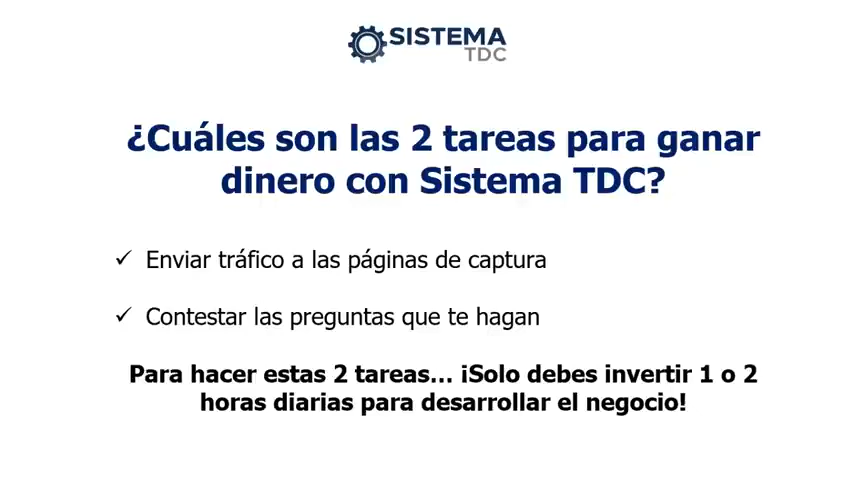 SISTEMA
TDC
¿Cuáles son las 2 tareas para ganar
dinero con Sistema TDC?
✓ Enviar tráfico a las páginas de captura
✓ Contestar las preguntas que te hagan
Para hacer estas 2 tareas... ¡Solo debes invertir 1 o 2
horas diarias para desarrollar el negocio!